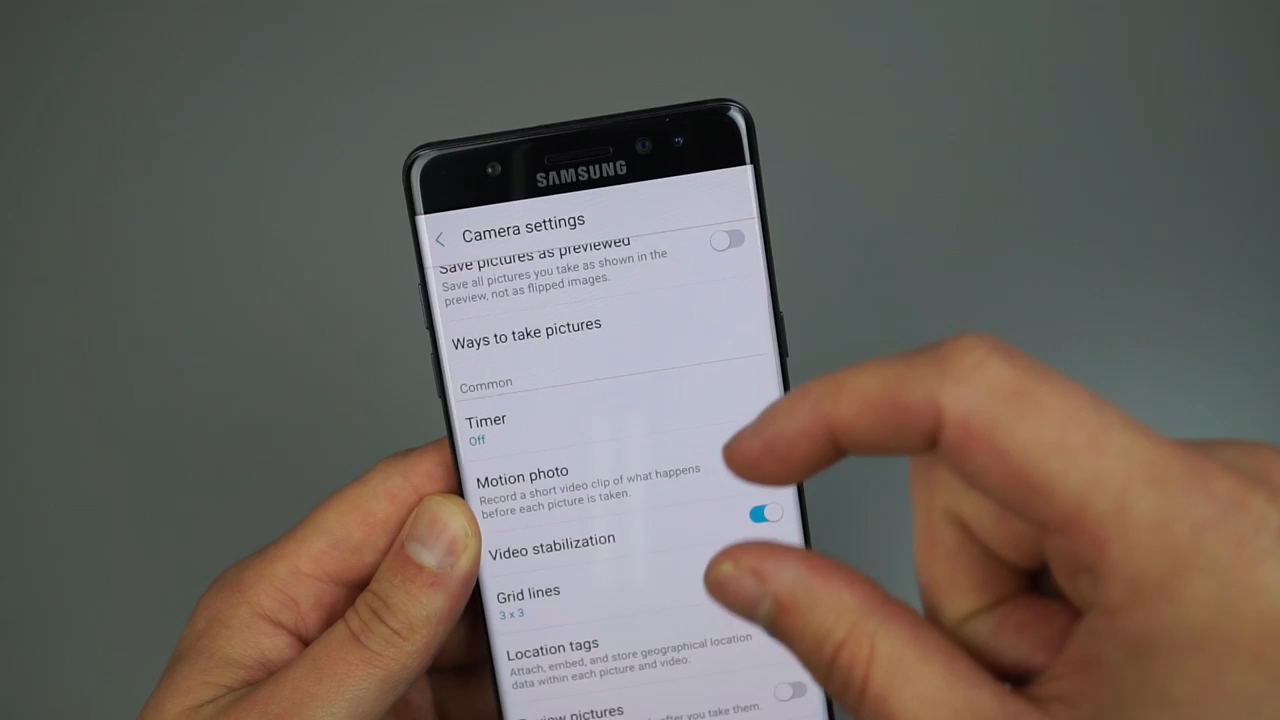 SAMSUNG
Camera settings
Save pictures as previewed
Save all pictures you take as shown in the
preview, not as flipped images.
Ways to take pictures
Common
Timer
Off
Motion photo
Record a short video clip of what happens
before each picture is taken.
Video stabilization
Grid lines
3 x 3
Location tags
Attach, embed, and store geographical location
data within each picture and video.
pictures
after you take them.